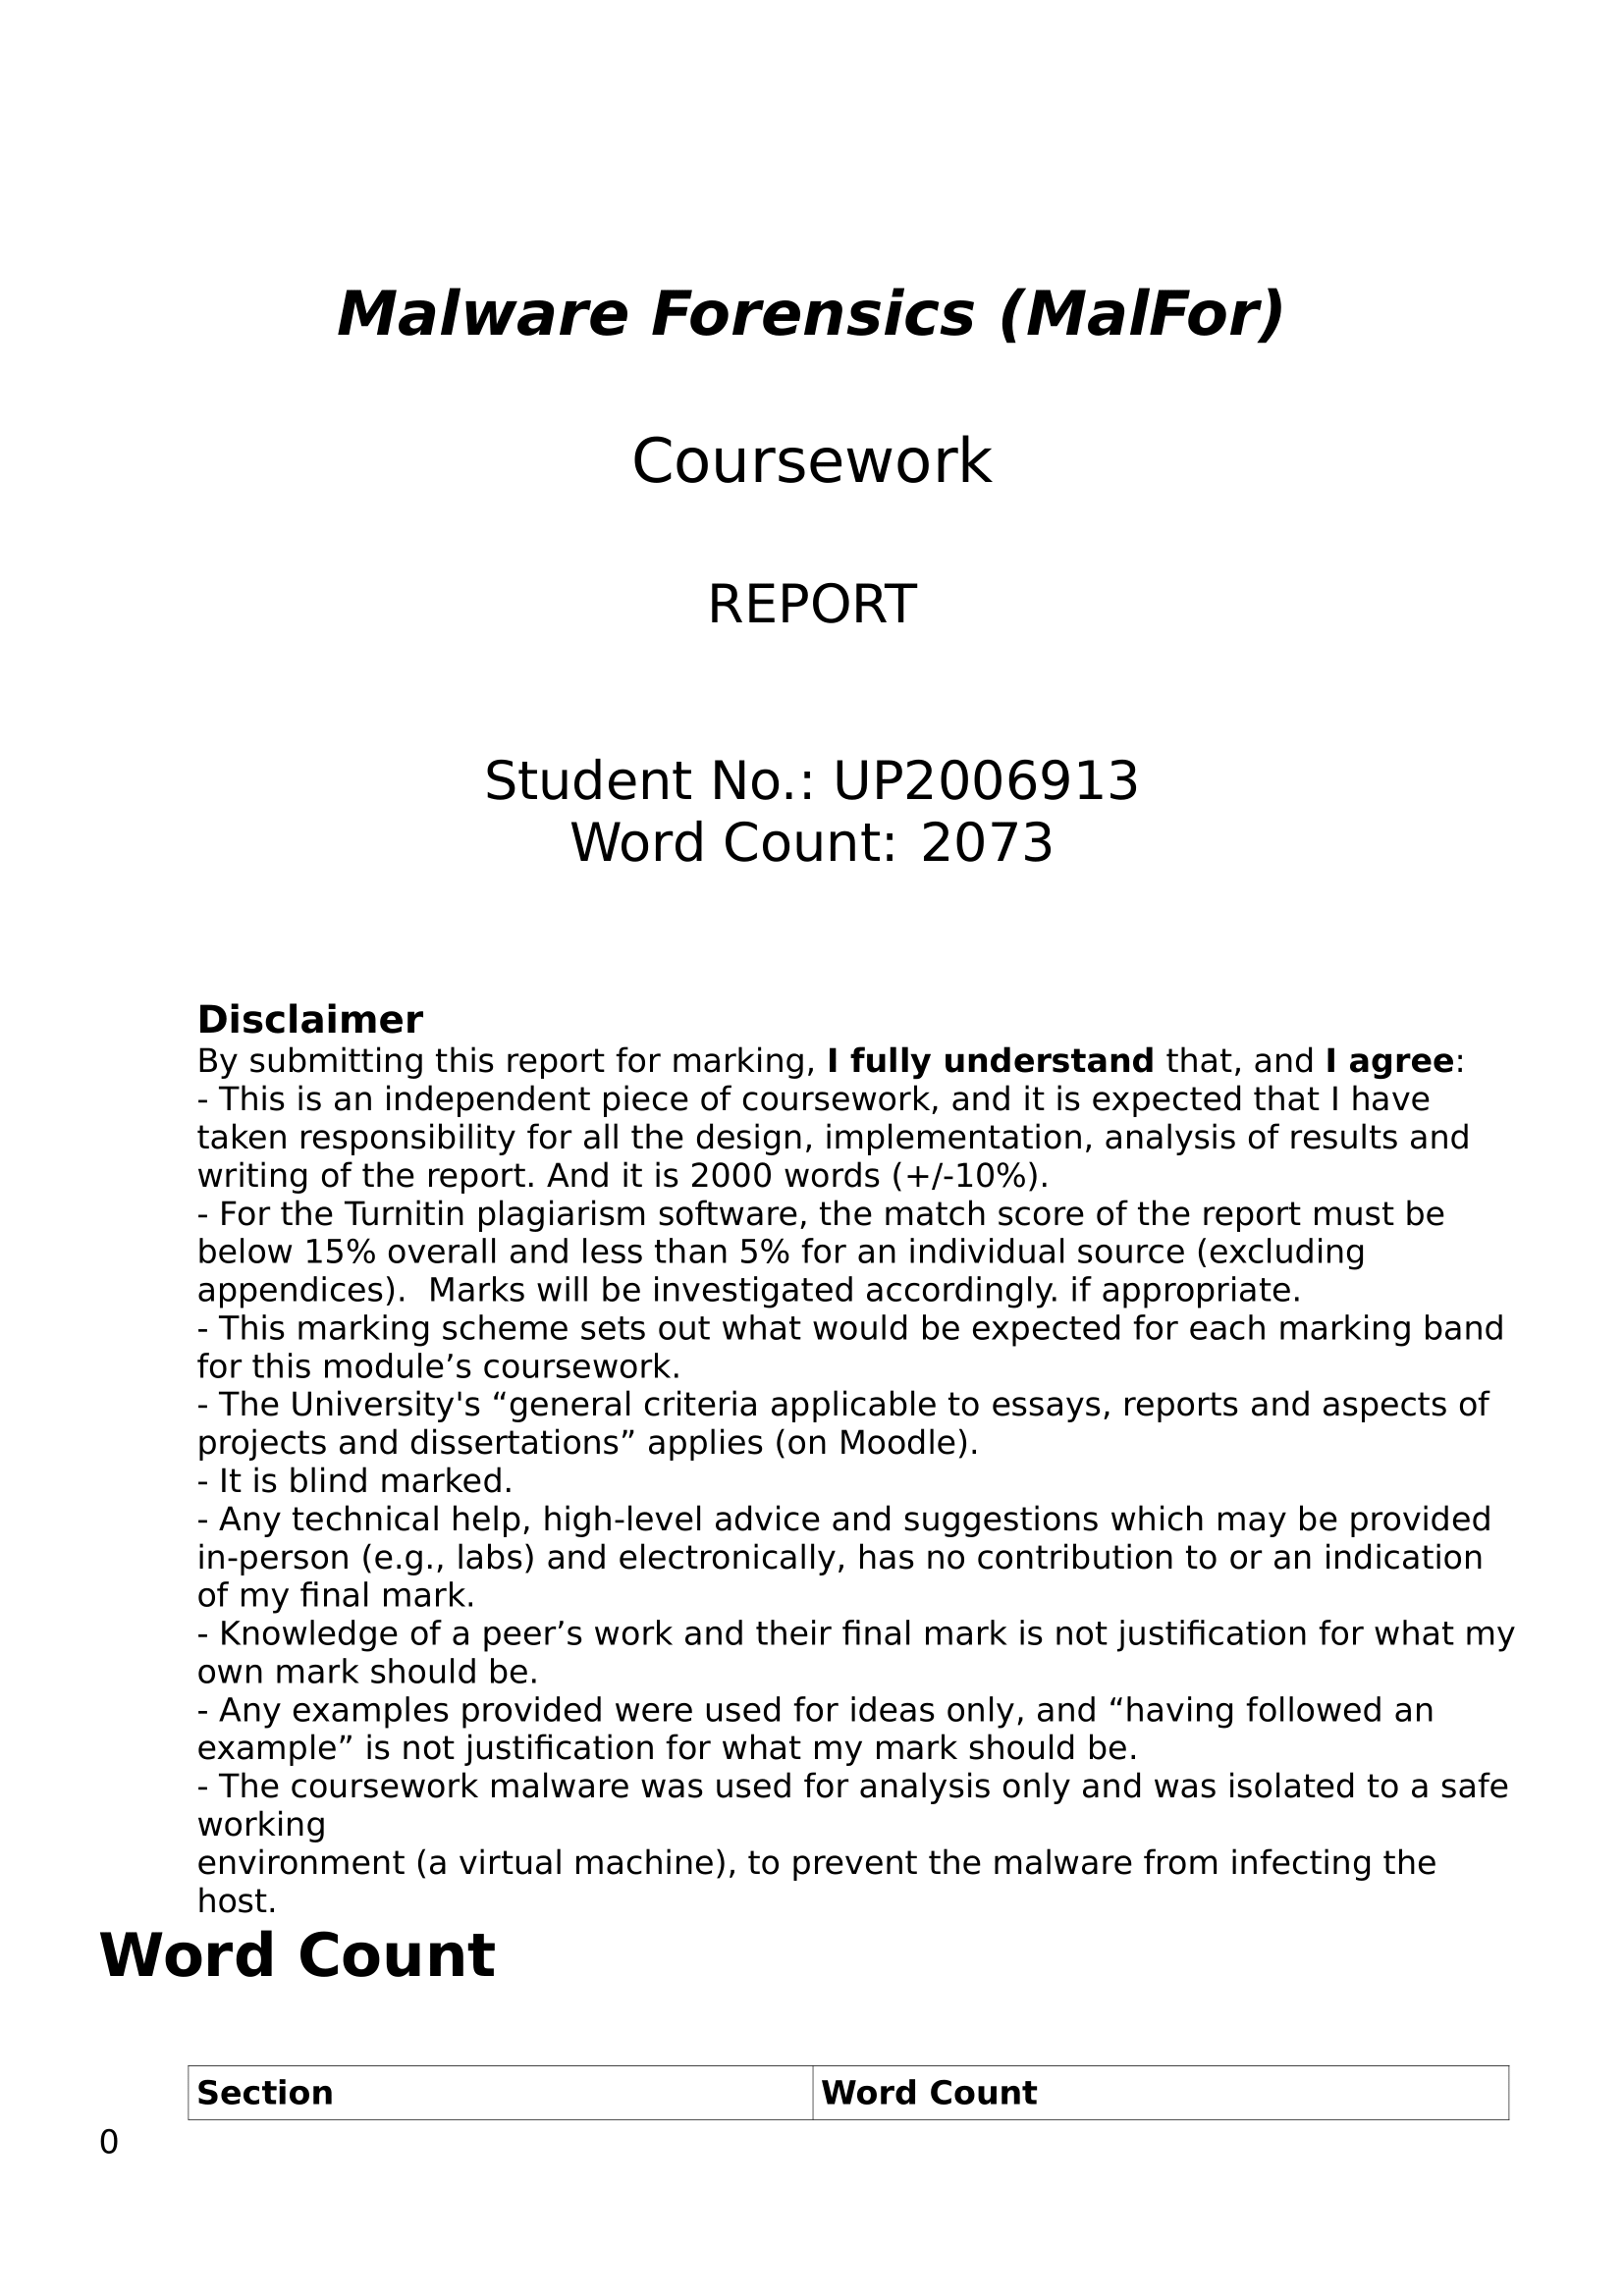 Malware Forensics (MalFor)
Coursework
REPORT
Student No.: UP2006913
Word Count: 2073
Disclaimer
By submitting this report for marking, I fully understand that, and I agree:
- This is an independent piece of coursework, and it is expected that I have
taken responsibility for all the design, implementation, analysis of results and
writing of the report. And it is 2000 words (+/-10%).
- For the Turnitin plagiarism software, the match score of the report must be
below 15% overall and less than 5% for an individual source (excluding
appendices).  Marks will be investigated accordingly. if appropriate.
- This marking scheme sets out what would be expected for each marking band
for this module’s coursework.
- The University's “general criteria applicable to essays, reports and aspects of
projects and dissertations” applies (on Moodle).
- It is blind marked.
- Any technical help, high-level advice and suggestions which may be provided
in-person (e.g., labs) and electronically, has no contribution to or an indication
of my final mark.
- Knowledge of a peer’s work and their final mark is not justification for what my
own mark should be.
- Any examples provided were used for ideas only, and “having followed an
example” is not justification for what my mark should be.
- The coursework malware was used for analysis only and was isolated to a safe
working
environment (a virtual machine), to prevent the malware from infecting the
host.
Word Count
Section Word Count
0